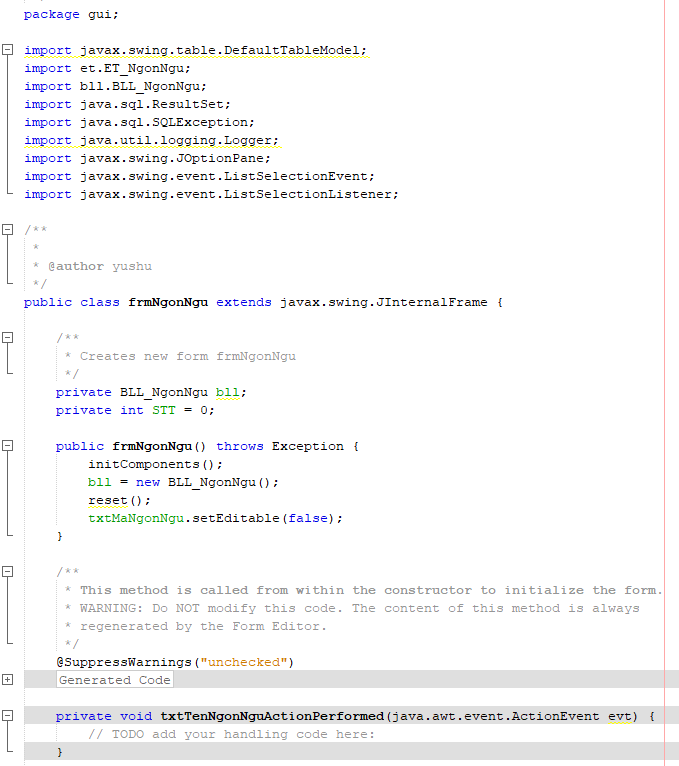 package gui;
import javax.swing.table.DefaultTableModel;
import et.ET_NgonNgu;
import bll.BLL_NgonNgu;
import java.sql.ResultSet;
import java.sql.SQLException;
import java.util.logging.Logger;
import javax.swing.JOptionPane;
import javax.swing.event.ListSelectionEvent;
import javax.swing.event.ListSelectionListener;
/**
*
* @author yushu
*/
public class frmNgonNgu extends javax.swing.JInternalFrame {
/**
* Creates new form frmNgonNgu
*/
private BLL_NgonNgu bll;
private int STT = 0;
public frmNgonNgu() throws Exception {
initComponents();
bll = new BLL_NgonNgu();
reset();
txtMaNgonNgu.setEditable(false);
}
/**
* This method is called from within the constructor to initialize the form.
* WARNING: Do NOT modify this code. The content of this method is always
* regenerated by the Form Editor.
*/
@SuppressWarnings("unchecked")
Generated Code
private void txtTenNgonNguActionPerformed(java.awt.event.ActionEvent evt) {
// TODO add your handling code here:
}